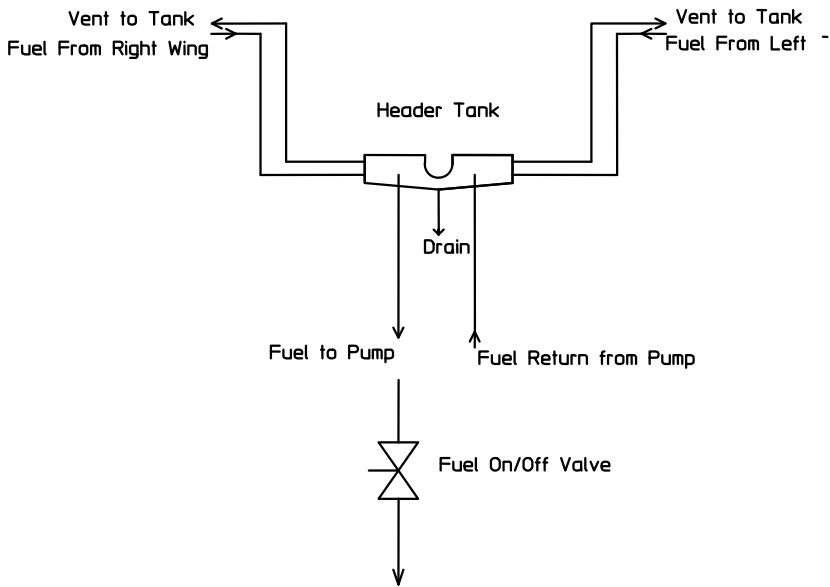 Vent to Tank
Fuel From Right Wing
Vent to Tank
Fuel From Left -
Header Tank
Drain
Fuel to Pump
Fuel Return from Pump
Fuel On/Off Valve